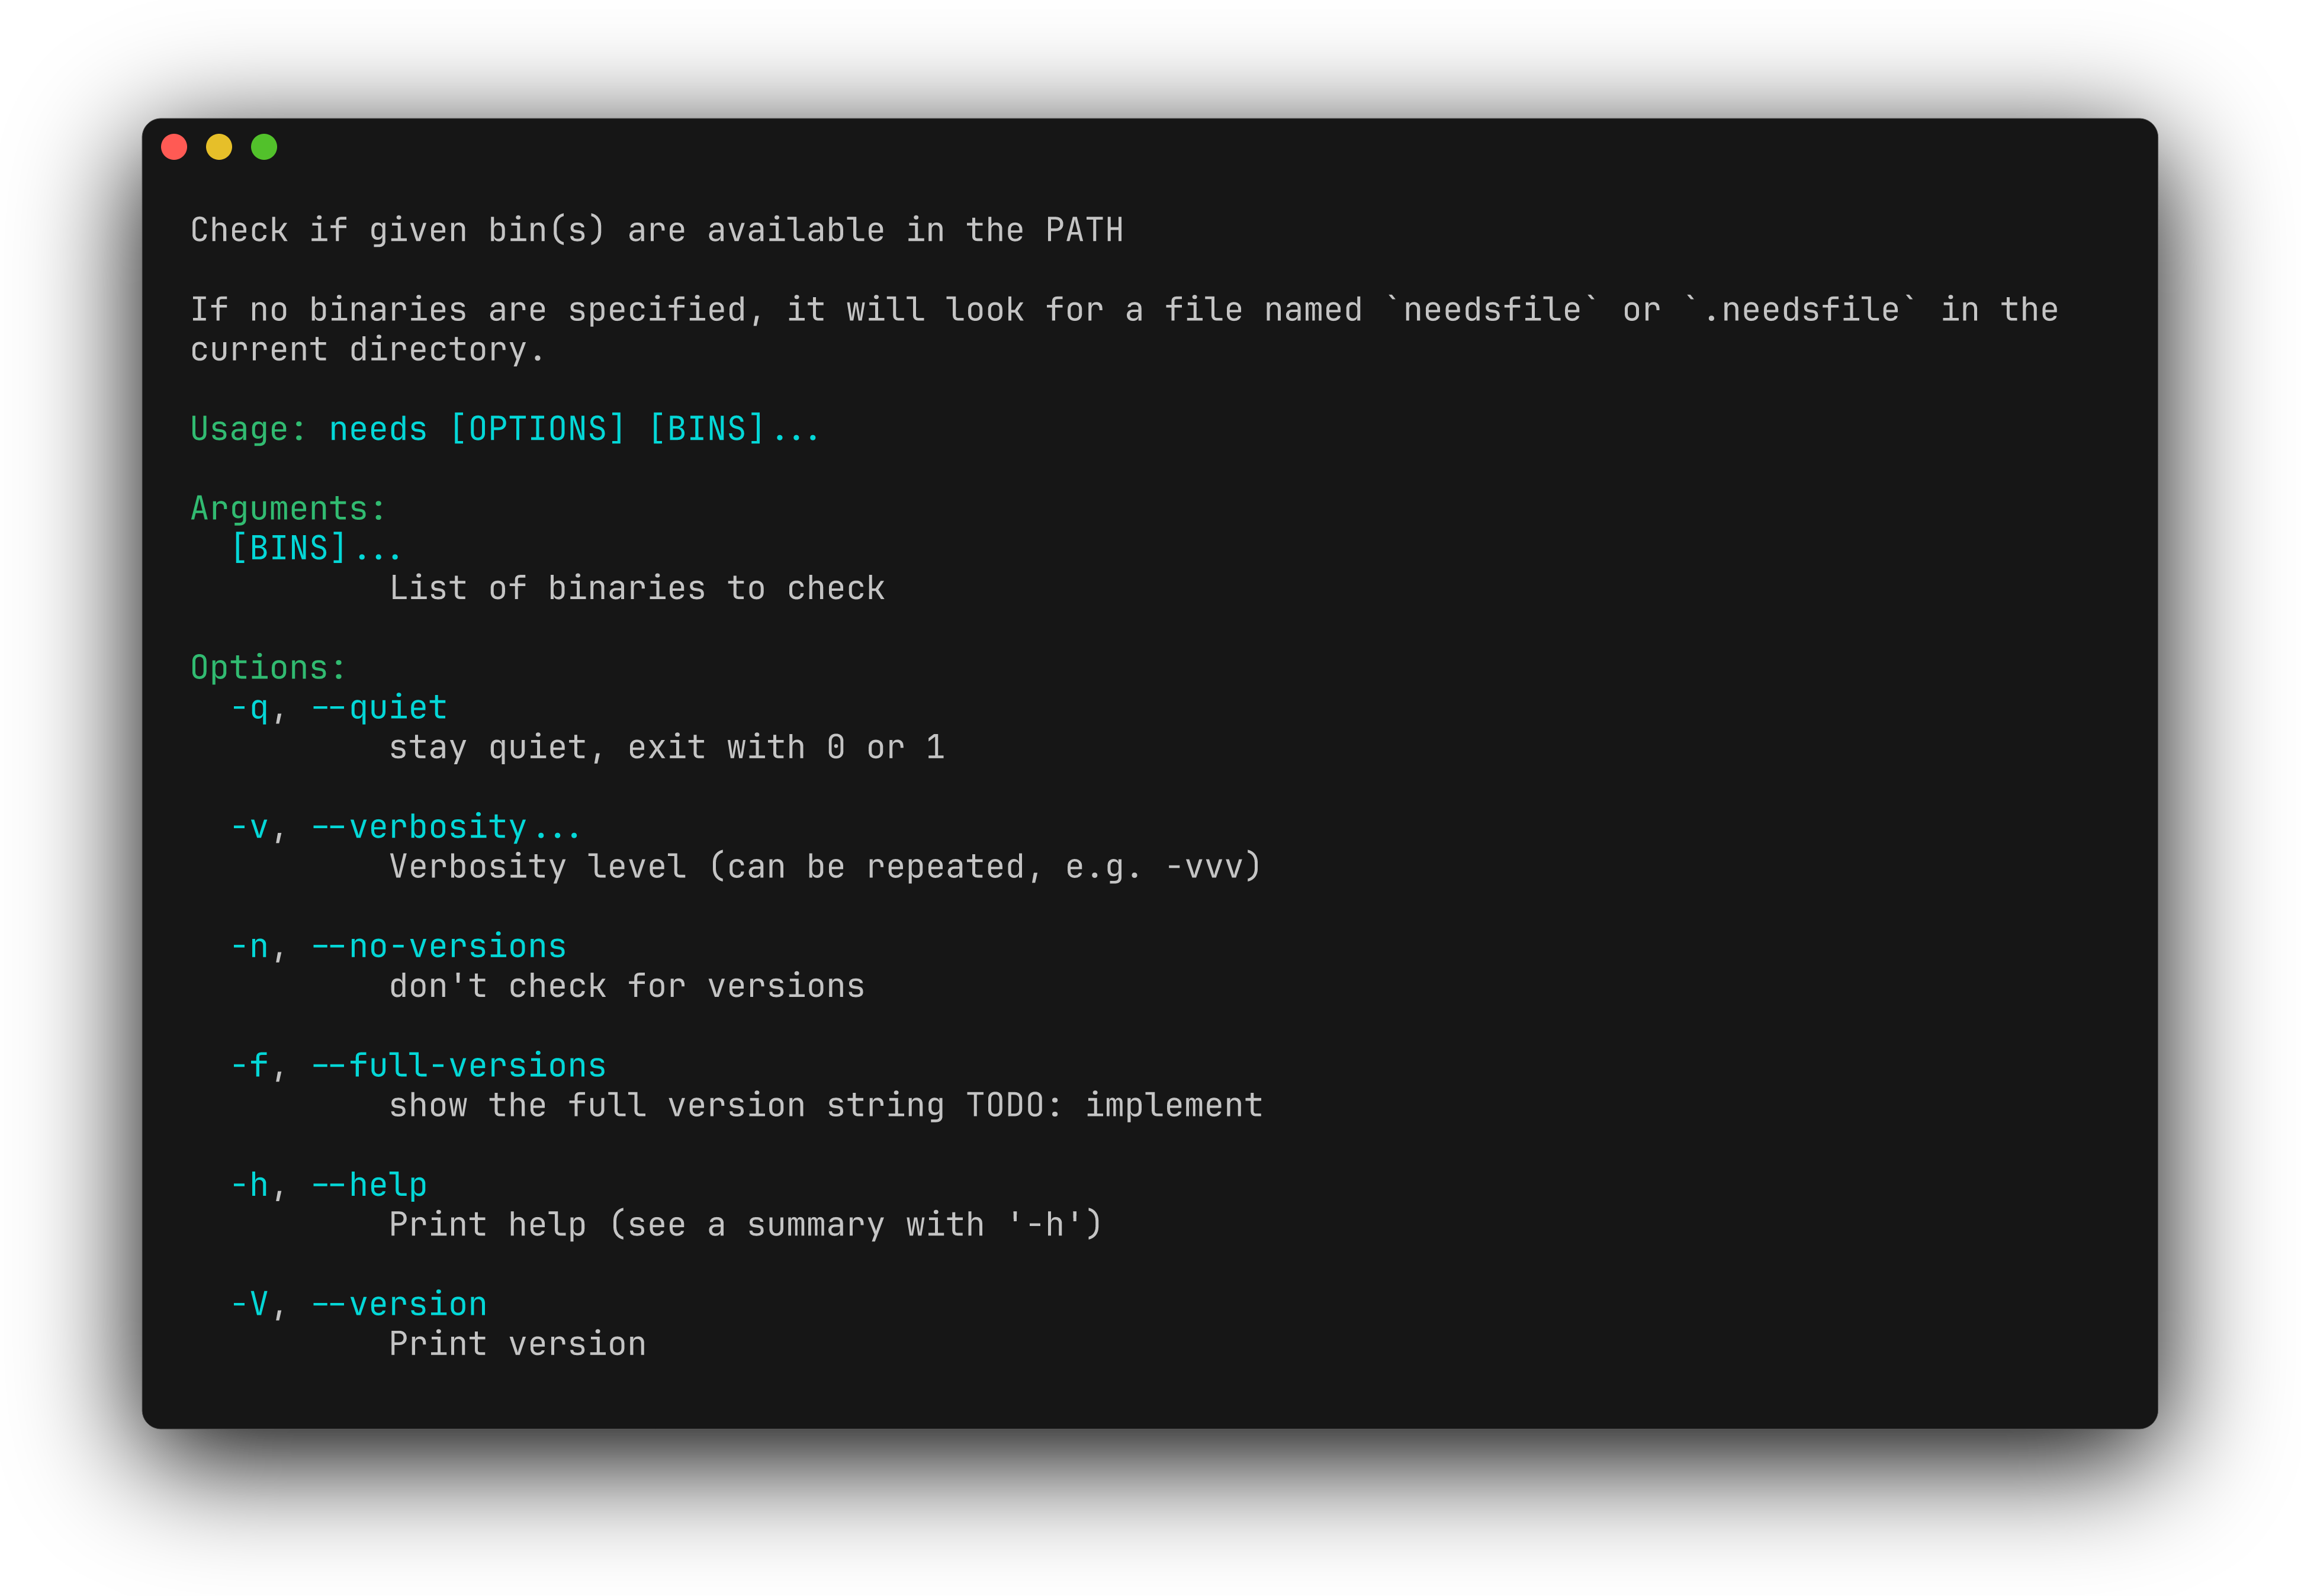 Check if given bin(s) are available in the PATH
If no binaries are specified, it will look for a file named `needsfile` or `.needsfile` in the
current directory.
Usage: needs [OPTIONS] [BINS]...
Arguments:
[BINS]...
List of binaries to check
Options:
-q, --quiet
stay quiet, exit with 0 or 1
-v, --verbosity...
Verbosity level (can be repeated, e.g. -vvv)
-n, --no-versions
don't check for versions
-f, --full-versions
show the full version string TODO: implement
-h, --help
Print help (see a summary with '-h')
-V, --version
Print version